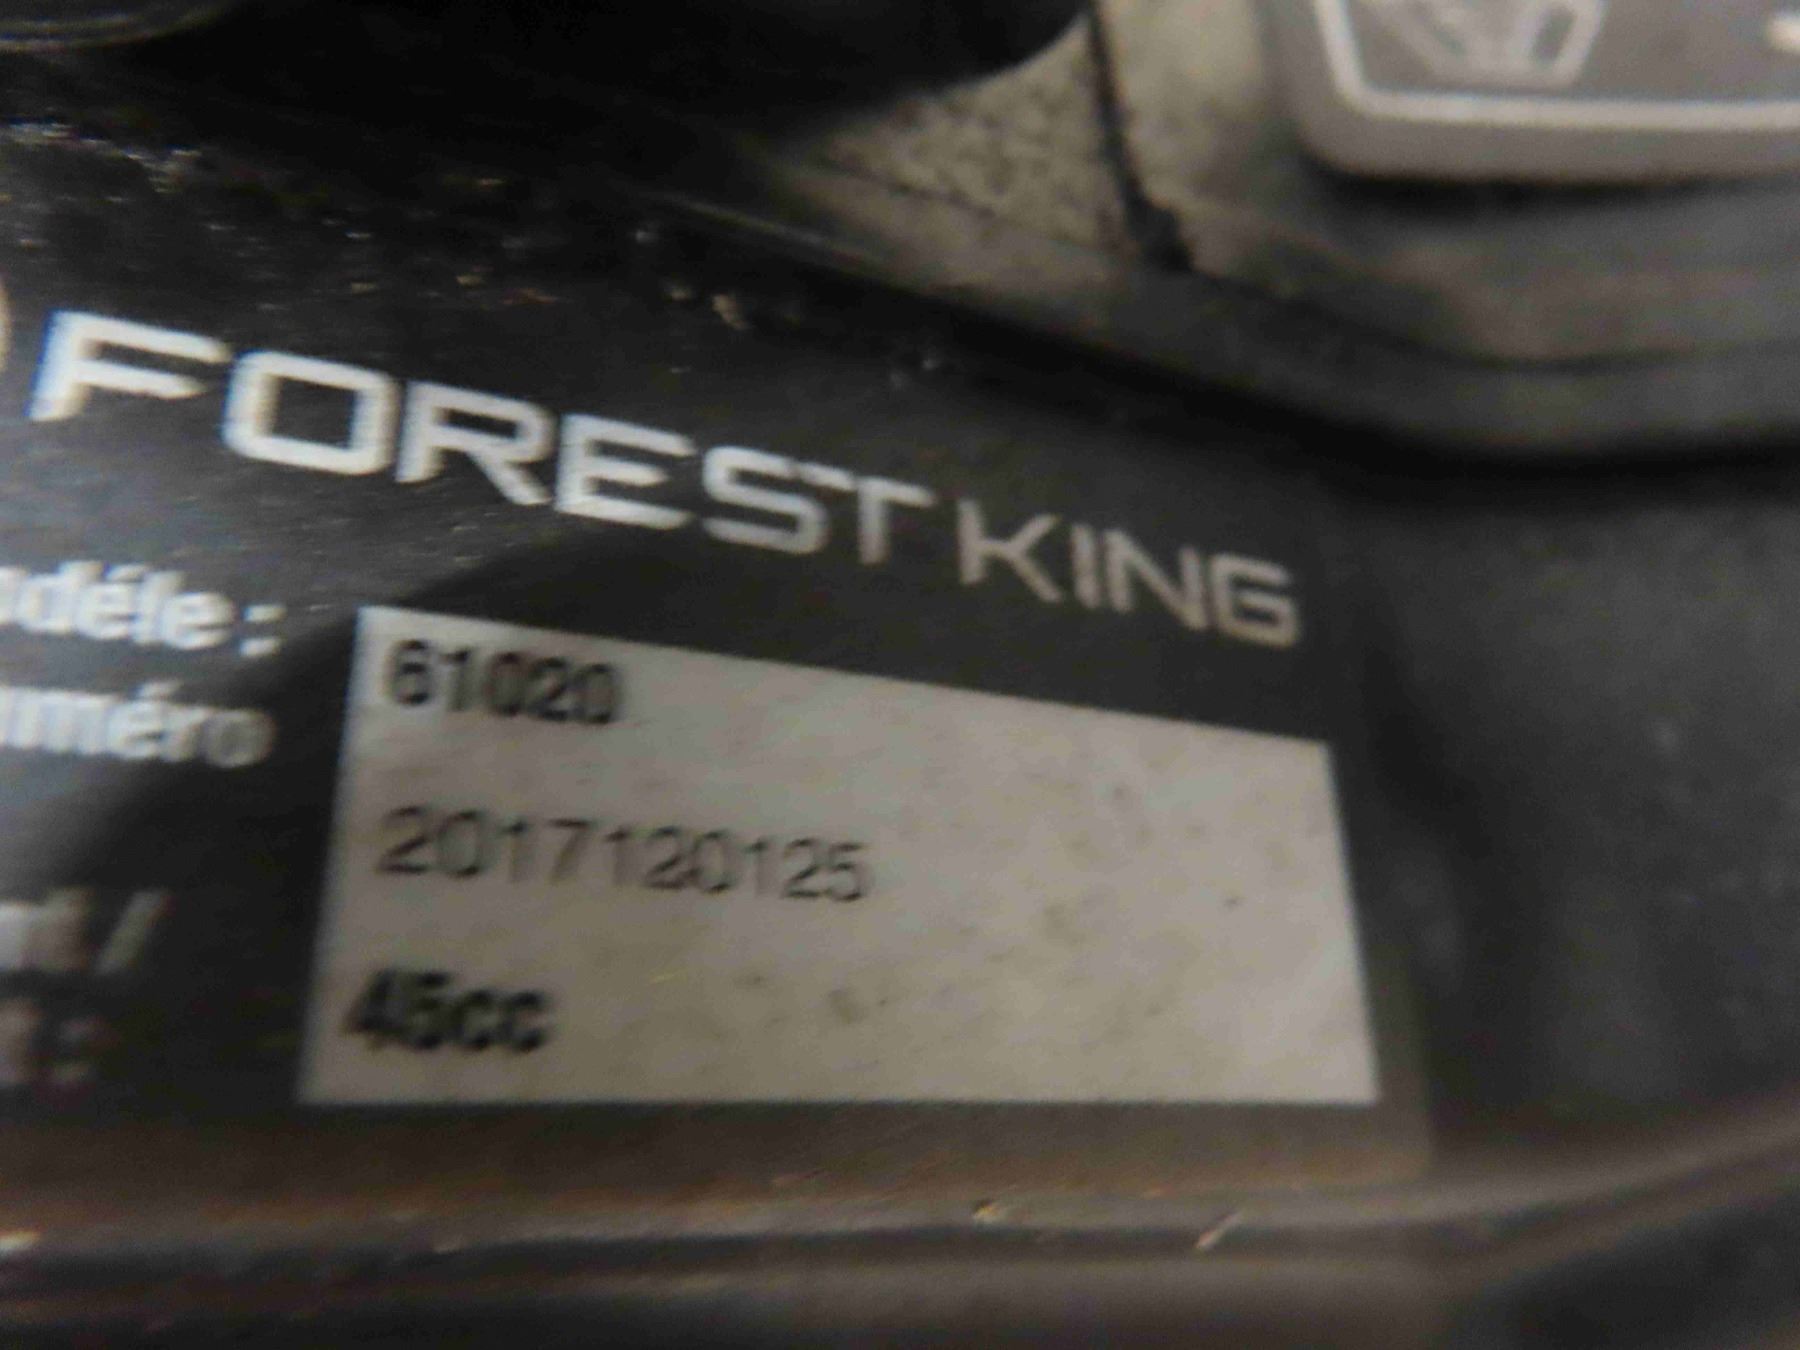 FOREST KING
odéle : 61020
uméro 2017120125
45cc